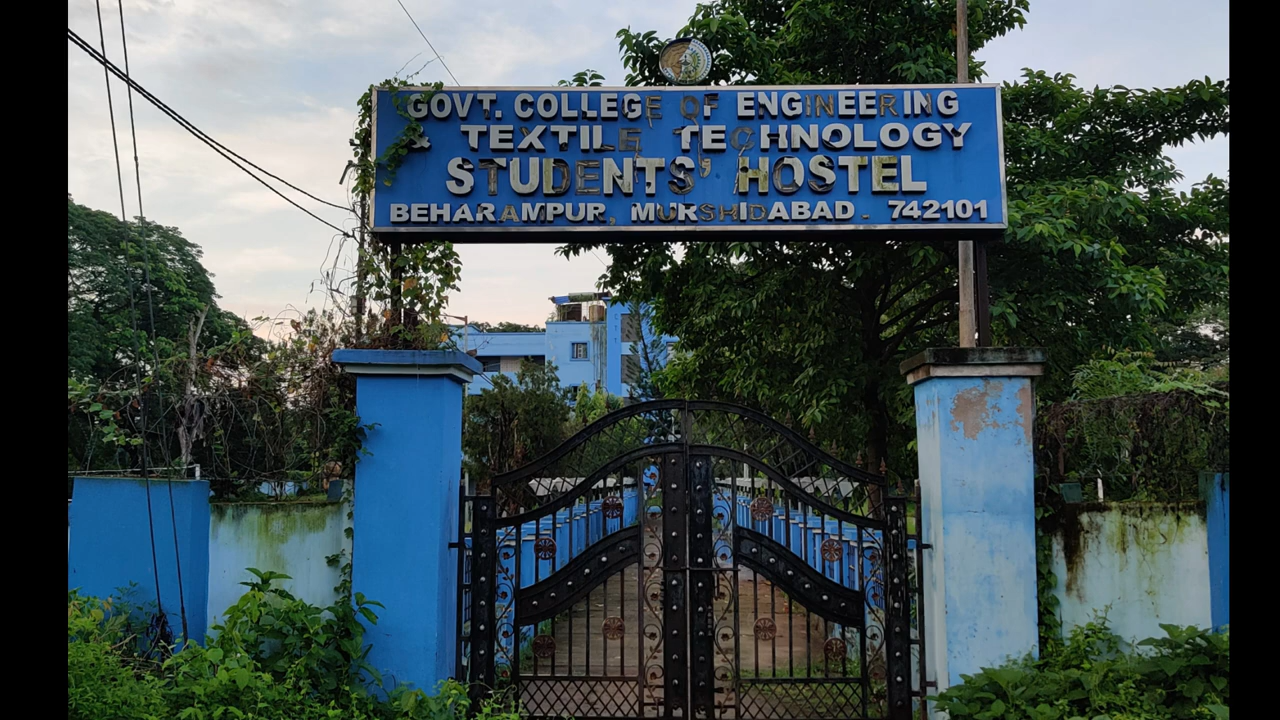 GOVT. COLLEGE OF ENGINEERING
& TEXTILE TECHNOLOGY
STUDENTS' HOSTEL
BEHARAMPUR, MURSHIDABAD. 742101